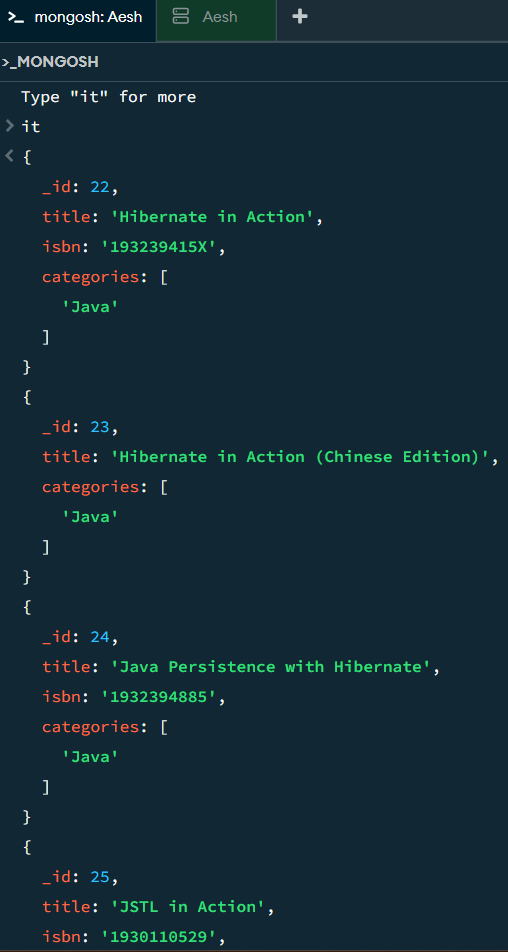 >_ mongosh: Aesh Aesh +
>_MONGOSH
Type "it" for more
> it
< {
_id: 22,
title: 'Hibernate in Action',
isbn: '193239415X',
categories: [
'Java'
]
}
{
_id: 23,
title: 'Hibernate in Action (Chinese Edition)',
categories: [
'Java'
]
}
{
_id: 24,
title: 'Java Persistence with Hibernate',
isbn: '1932394885',
categories: [
'Java'
]
}
{
_id: 25,
title: 'JSTL in Action',
isbn: '1930110529',